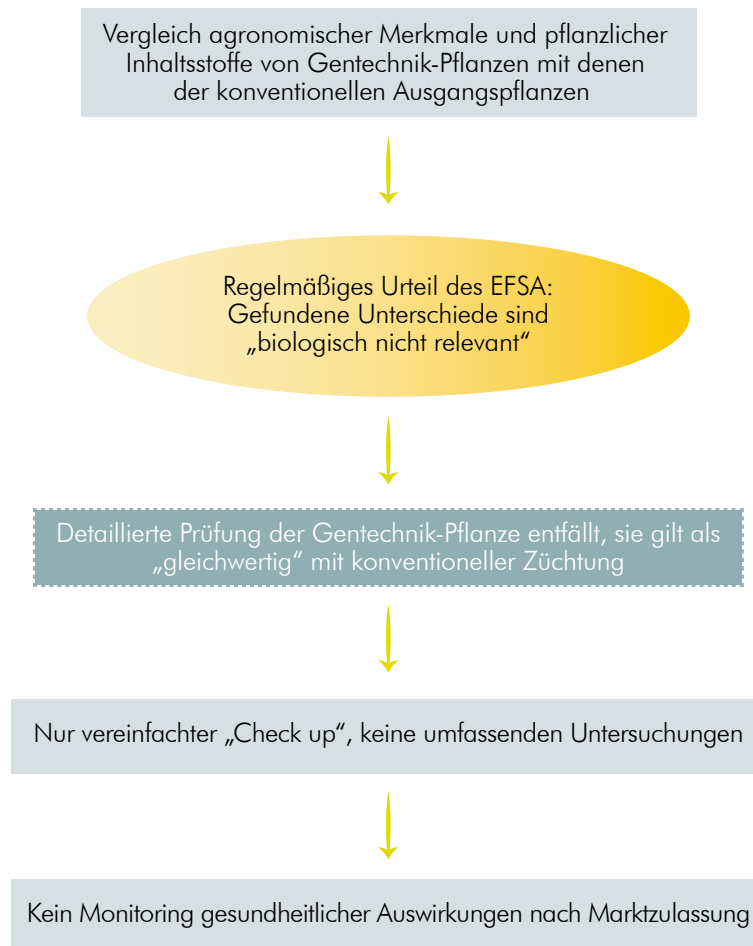 Vergleich agronomischer Merkmale und pflanzlicher
Inhaltsstoffe von Gentechnik-Pflanzen mit denen
der konventionellen Ausgangspflanzen
Regelmäßiges Urteil des EFSA:
Gefundene Unterschiede sind
„biologisch nicht relevant“
Detaillierte Prüfung der Gentechnik-Pflanze entfällt, sie gilt als
„gleichwertig“ mit konventioneller Züchtung
Nur vereinfachter „Check up“, keine umfassenden Untersuchungen
Kein Monitoring gesundheitlicher Auswirkungen nach Marktzulassung